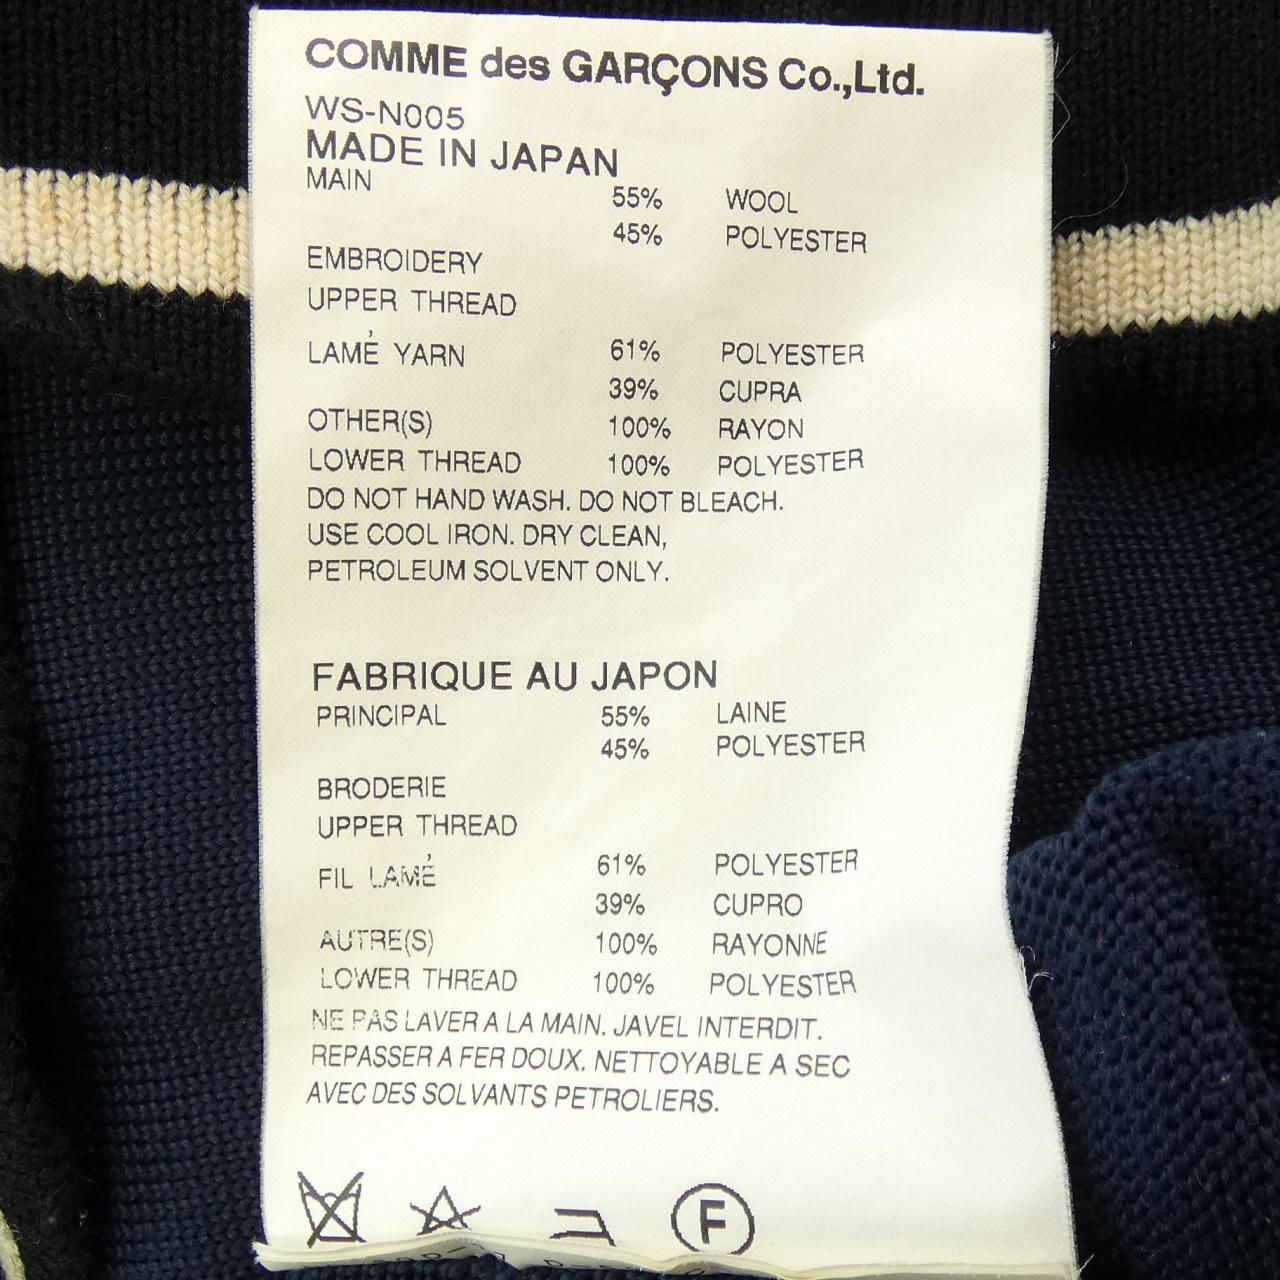 COMME des GARÇONS Co.,Ltd.
WS-N005
MADE IN JAPAN
MAIN 55% WOOL
45% POLYESTER
EMBROIDERY
UPPER THREAD
LAMÉ YARN 61% POLYESTER
39% CUPRA
OTHER(S) 100% RAYON
LOWER THREAD 100% POLYESTER
DO NOT HAND WASH. DO NOT BLEACH.
USE COOL IRON. DRY CLEAN,
PETROLEUM SOLVENT ONLY.
FABRIQUE AU JAPON
PRINCIPAL 55% LAINE
45% POLYESTER
BRODERIE
UPPER THREAD
FIL LAMÉ 61% POLYESTER
39% CUPRO
AUTRE(S) 100% RAYONNE
LOWER THREAD 100% POLYESTER
NE PAS LAVER A LA MAIN. JAVEL INTERDIT.
REPASSER A FER DOUX. NETTOYABLE A SEC
AVEC DES SOLVANTS PETROLIERS.
F